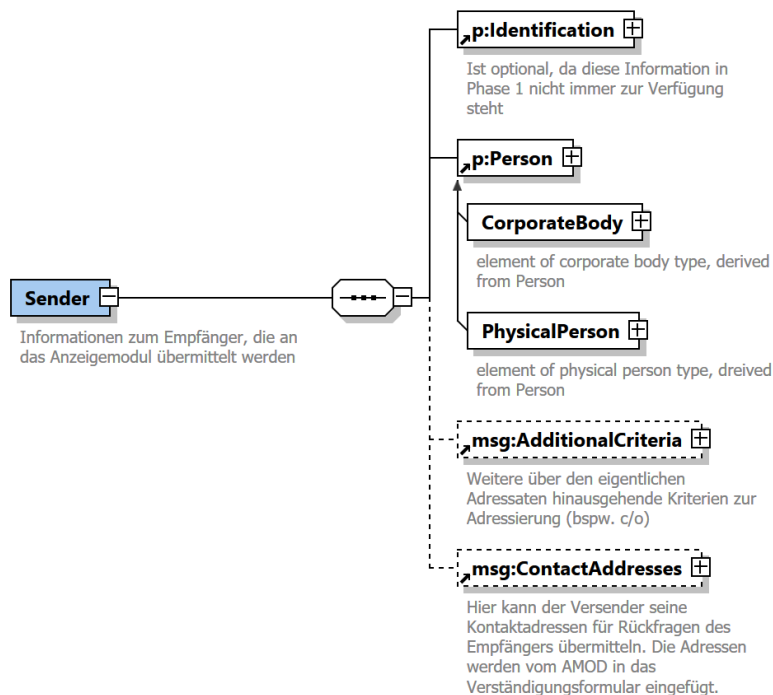 p:Identification
Ist optional, da diese Information in
Phase 1 nicht immer zur Verfügung
steht
p:Person
CorporateBody
element of corporate body type, derived
from Person
Sender
Informationen zum Empfänger, die an
das Anzeigemodul übermittelt werden
PhysicalPerson
element of physical person type, dreived
from Person
msg:AdditionalCriteria
Weitere über den eigentlichen
Adressaten hinausgehende Kriterien zur
Adressierung (bspw. c/o)
msg:ContactAddresses
Hier kann der Versender seine
Kontaktadressen für Rückfragen des
Empfängers übermitteln. Die Adressen
werden vom AMOD in das
Verständigungsformular eingefügt.